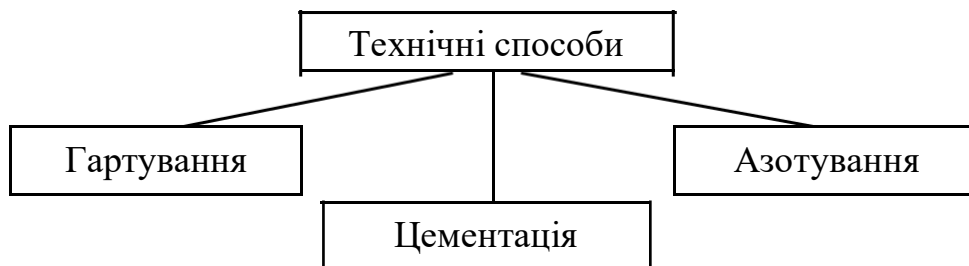 Технічні способи
Гартування
Азотування
Цементація